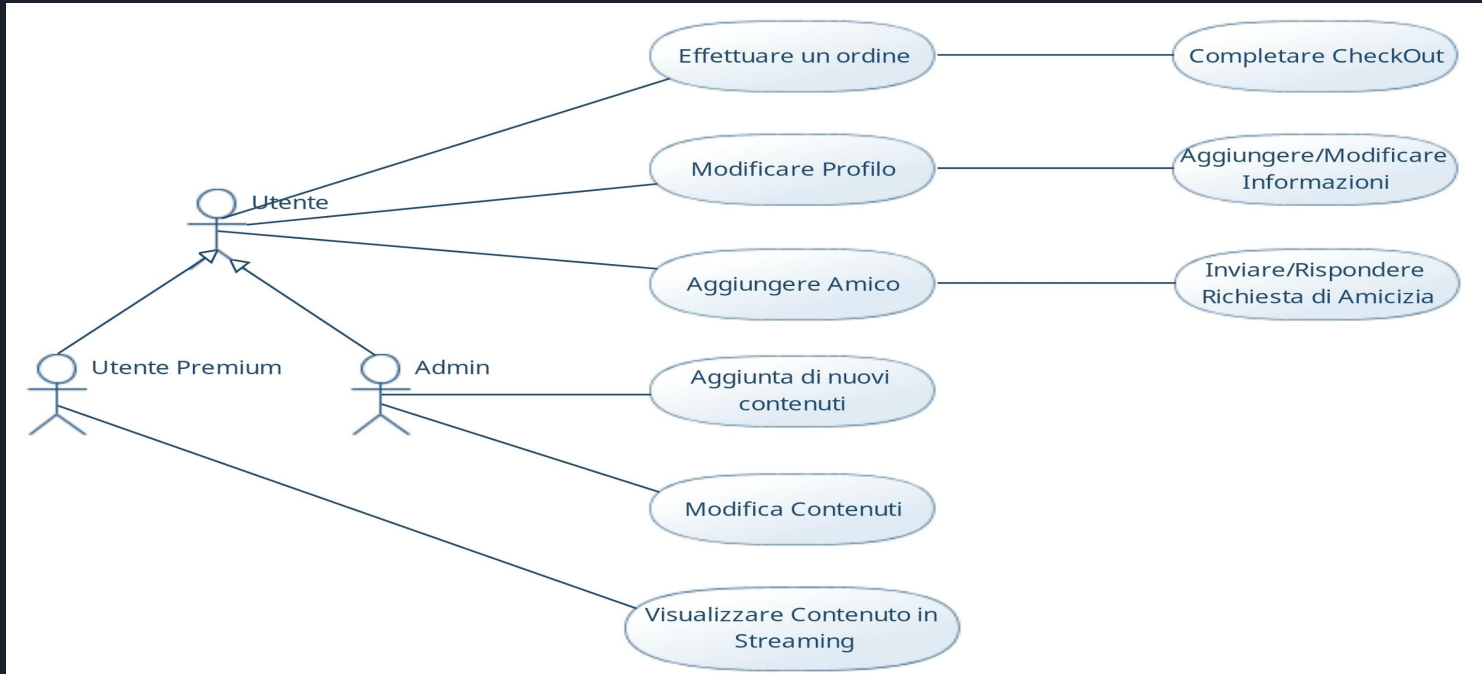 Effettuare un ordine
Completare CheckOut
Modificare Profilo
Aggiungere/Modificare
Informazioni
Utente
Aggiungere Amico
Inviare/Rispondere
Richiesta di Amicizia
Utente Premium
Admin
Aggiunta di nuovi
contenuti
Modifica Contenuti
Visualizzare Contenuto in
Streaming